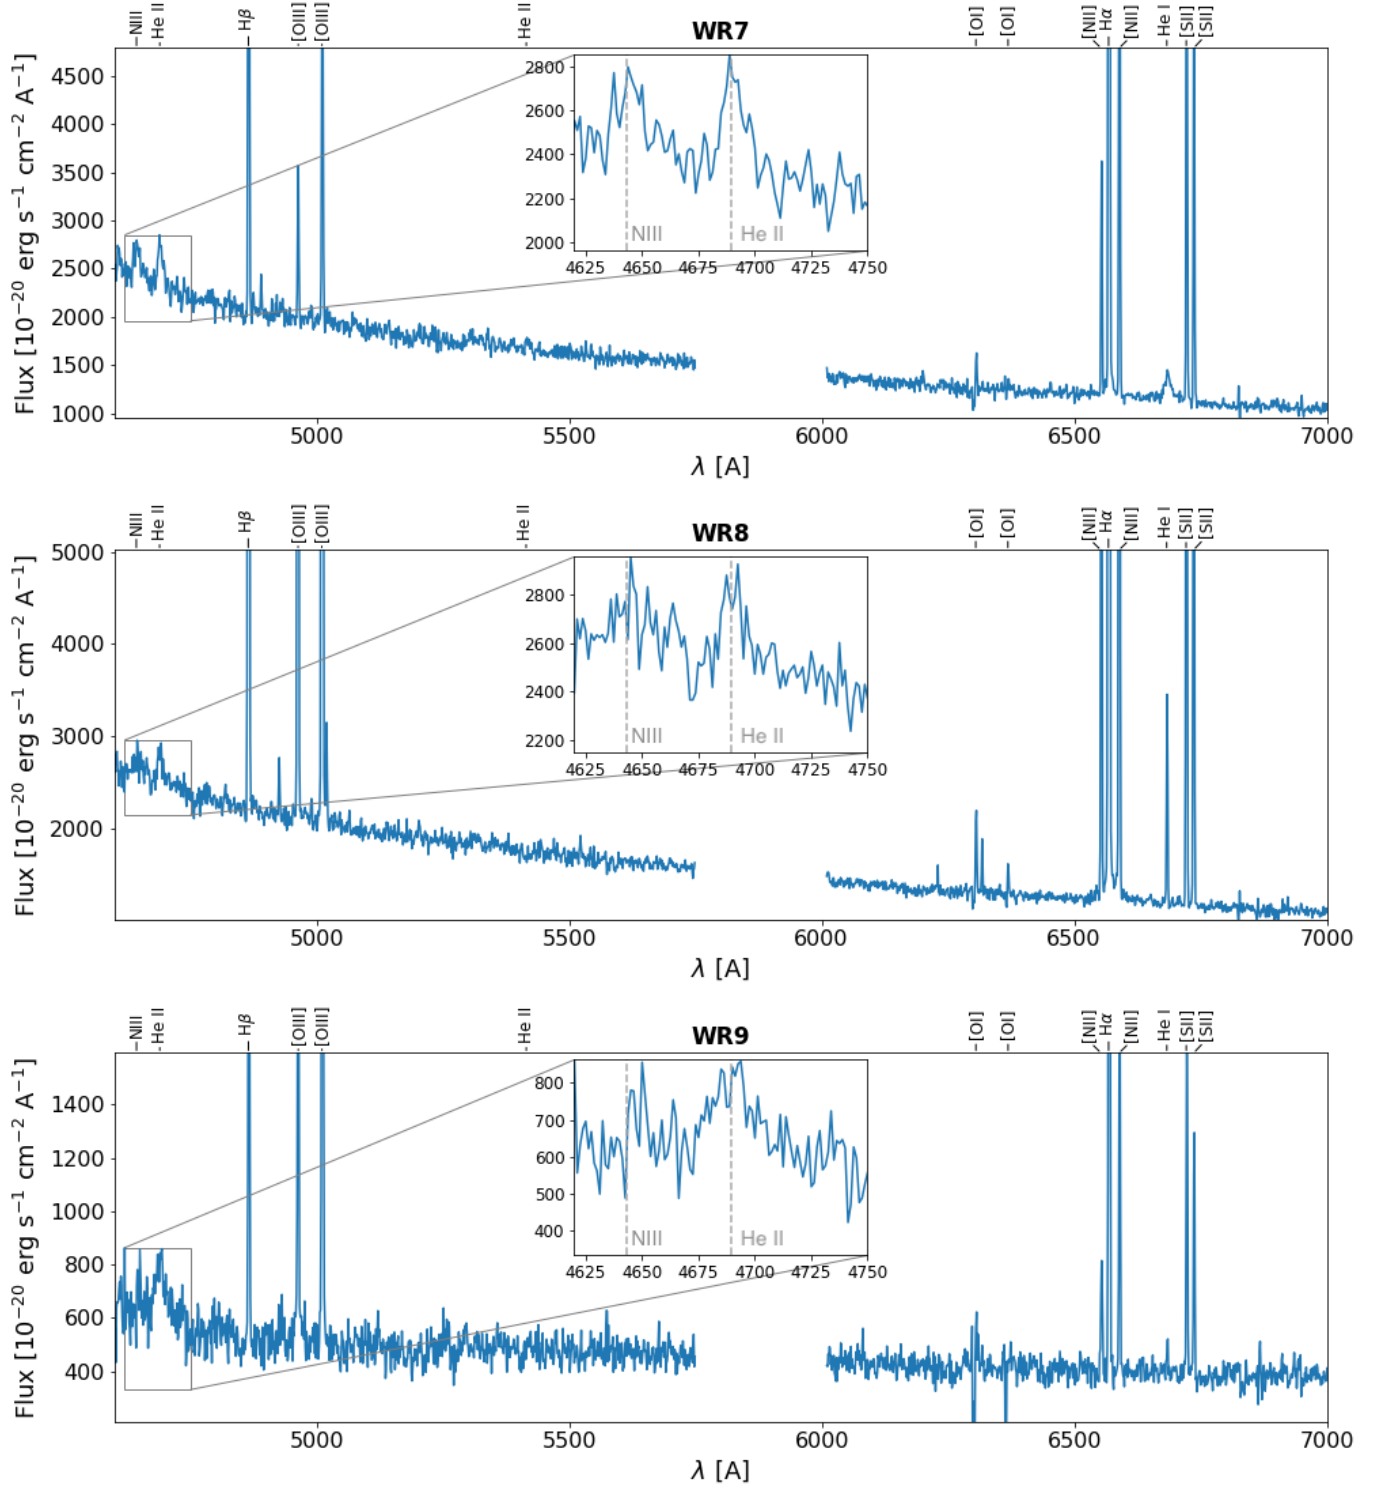 NIII He II Hβ [OIII] [OIII] He II [OI] [OI] [NII] Hα [NII] He I [SII] [SII]
WR7
4500
4000
3500
3000
2500
2000
1500
1000
Flux [10⁻²⁰ erg s⁻¹ cm⁻² A⁻¹]
2800
2600
2400
2200
2000
NIII He II
4625 4650 4675 4700 4725 4750
5000 5500 6000 6500 7000
λ [A]
NIII He II Hβ [OIII] [OIII] He II [OI] [OI] [NII] Hα [NII] He I [SII] [SII]
WR8
5000
4000
3000
2000
Flux [10⁻²⁰ erg s⁻¹ cm⁻² A⁻¹]
2800
2600
2400
2200
NIII He II
4625 4650 4675 4700 4725 4750
5000 5500 6000 6500 7000
λ [A]
NIII He II Hβ [OIII] [OIII] He II [OI] [OI] [NII] Hα [NII] He I [SII] [SII]
WR9
1400
1200
1000
800
600
400
Flux [10⁻²⁰ erg s⁻¹ cm⁻² A⁻¹]
800
700
600
500
400
NIII He II
4625 4650 4675 4700 4725 4750
5000 5500 6000 6500 7000
λ [A]